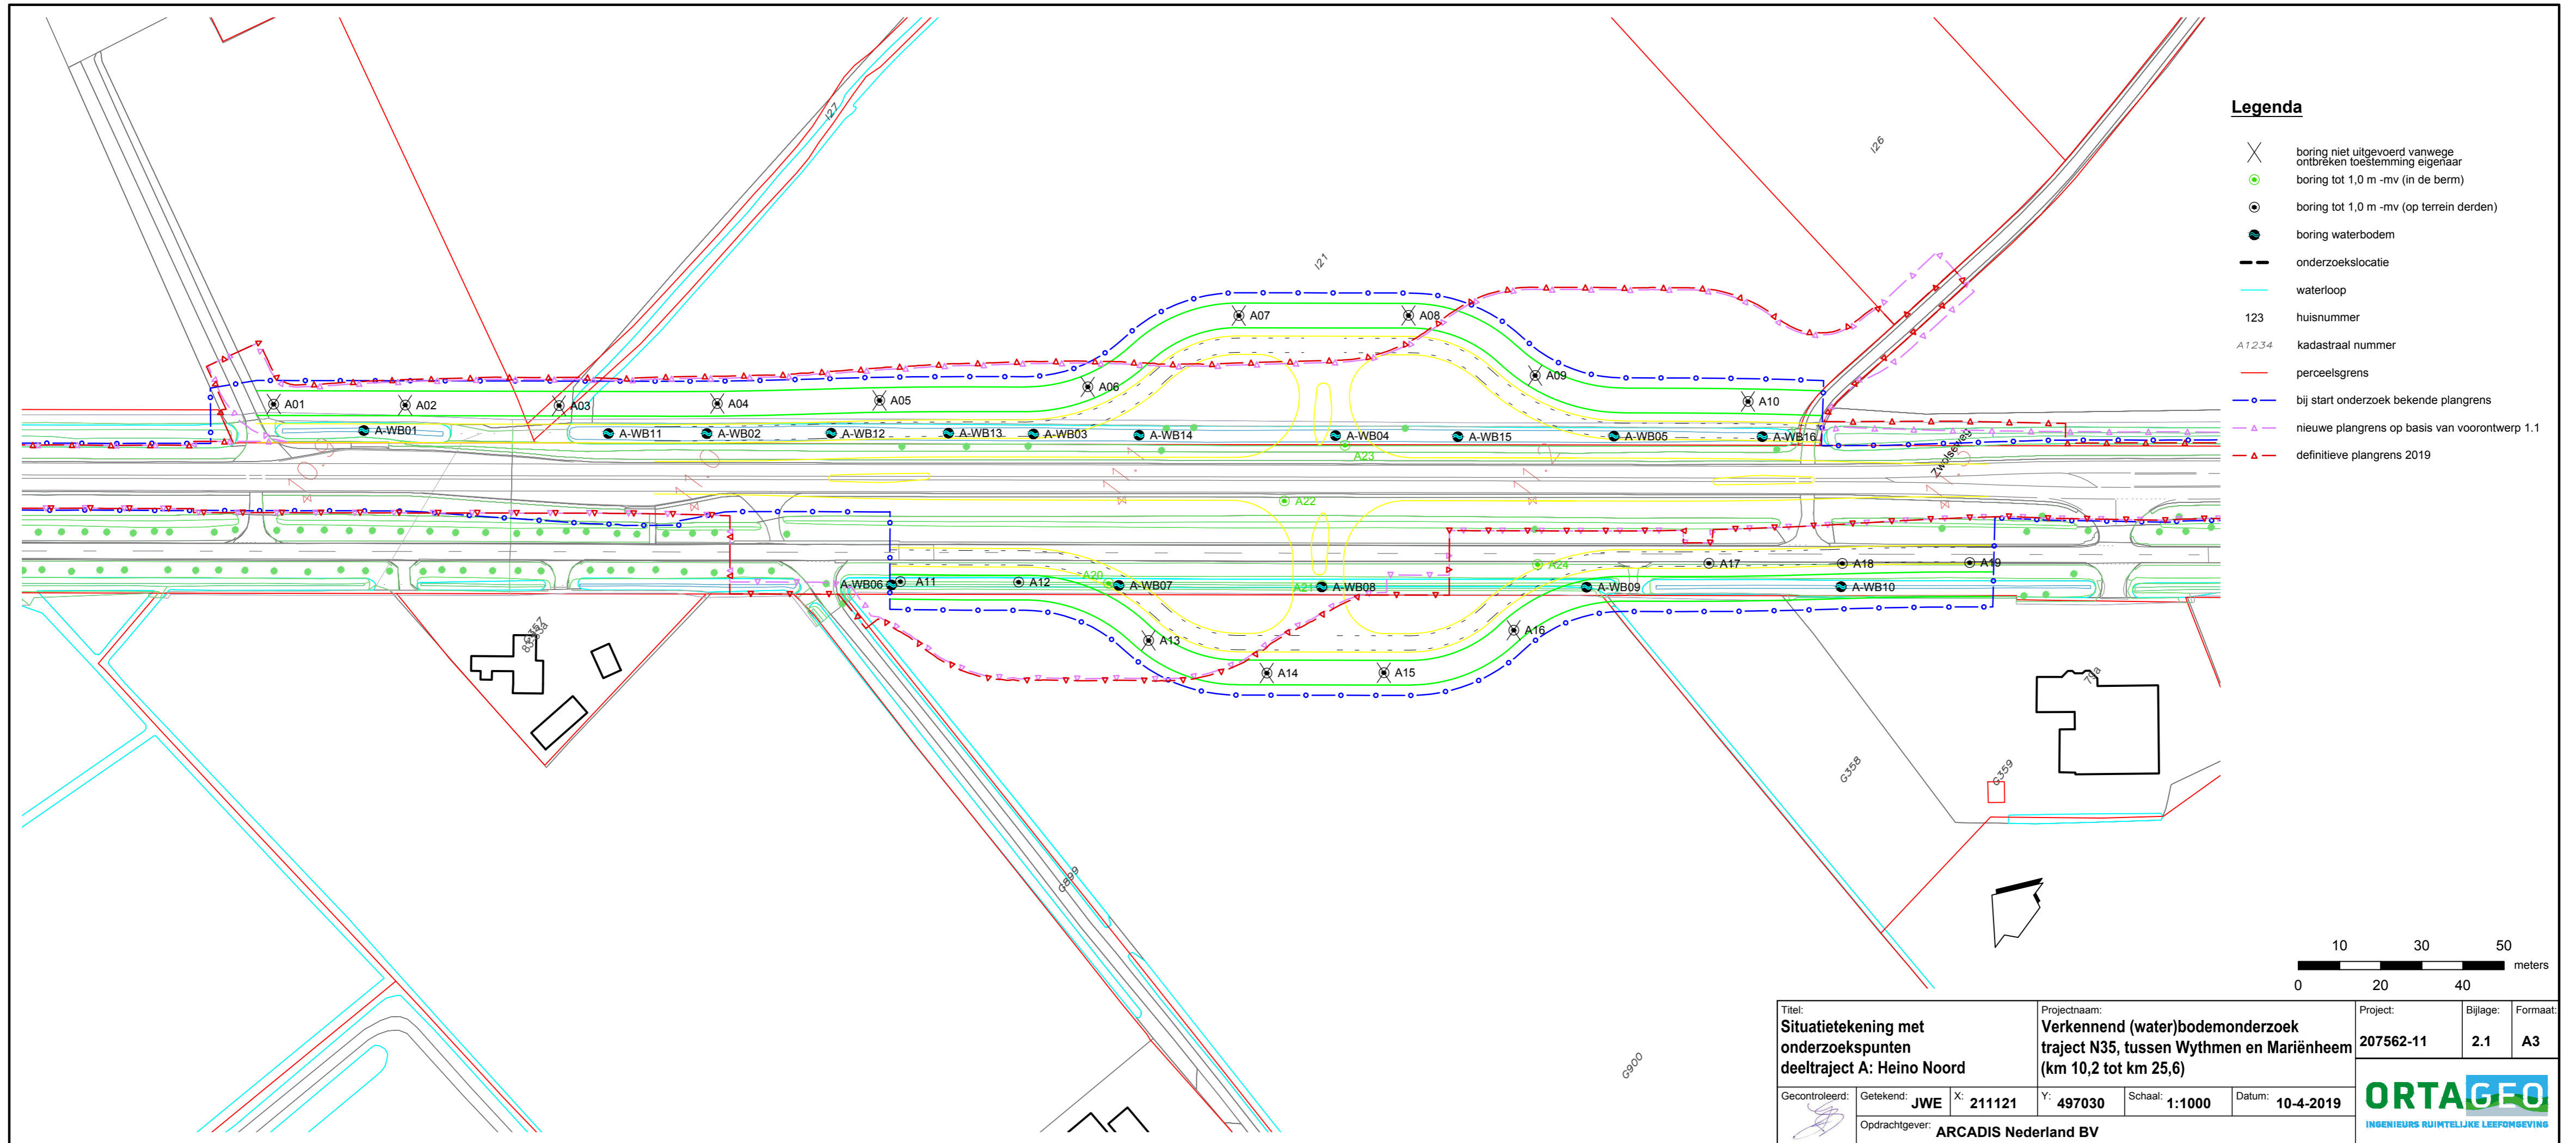 Legenda
boring niet uitgevoerd vanwege
ontbreken toestemming eigenaar
boring tot 1,0 m -mv (in de berm)
boring tot 1,0 m -mv (op terrein derden)
boring waterbodem
onderzoekslocatie
waterloop
123 huisnummer
A1234 kadastraal nummer
perceelsgrens
bij start onderzoek bekende plangrens
nieuwe plangrens op basis van voorontwerp 1.1
definitieve plangrens 2019
I27
I26
I21
A07
A08
A09
A06
A01
A02
A03
A04
A05
A10
A-WB01
A-WB11
A-WB02
A-WB12
A-WB13
A-WB03
A-WB14
A-WB04
A-WB15
A-WB05
A-WB16
A23
Zwolseweg
A22
A24
A17
A18
A19
A-WB06
A11
A12
A20
A-WB07
A21
A-WB08
A-WB09
A-WB10
A13
A16
A14
A15
G357
79a
G358
G359
G899
G900
10 30 50
meters
0 20 40
Titel:
Situatietekening met
onderzoekspunten
deeltraject A: Heino Noord
Projectnaam:
Verkennend (water)bodemonderzoek
traject N35, tussen Wythmen en Mariënheem
(km 10,2 tot km 25,6)
Project:
207562-11
Bijlage:
2.1
Formaat:
A3
Gecontroleerd:
Getekend: JWE
X: 211121
Y: 497030
Schaal: 1:1000
Datum: 10-4-2019
Opdrachtgever: ARCADIS Nederland BV
ORTAGEO
INGENIEURS RUIMTELIJKE LEEFOMGEVING